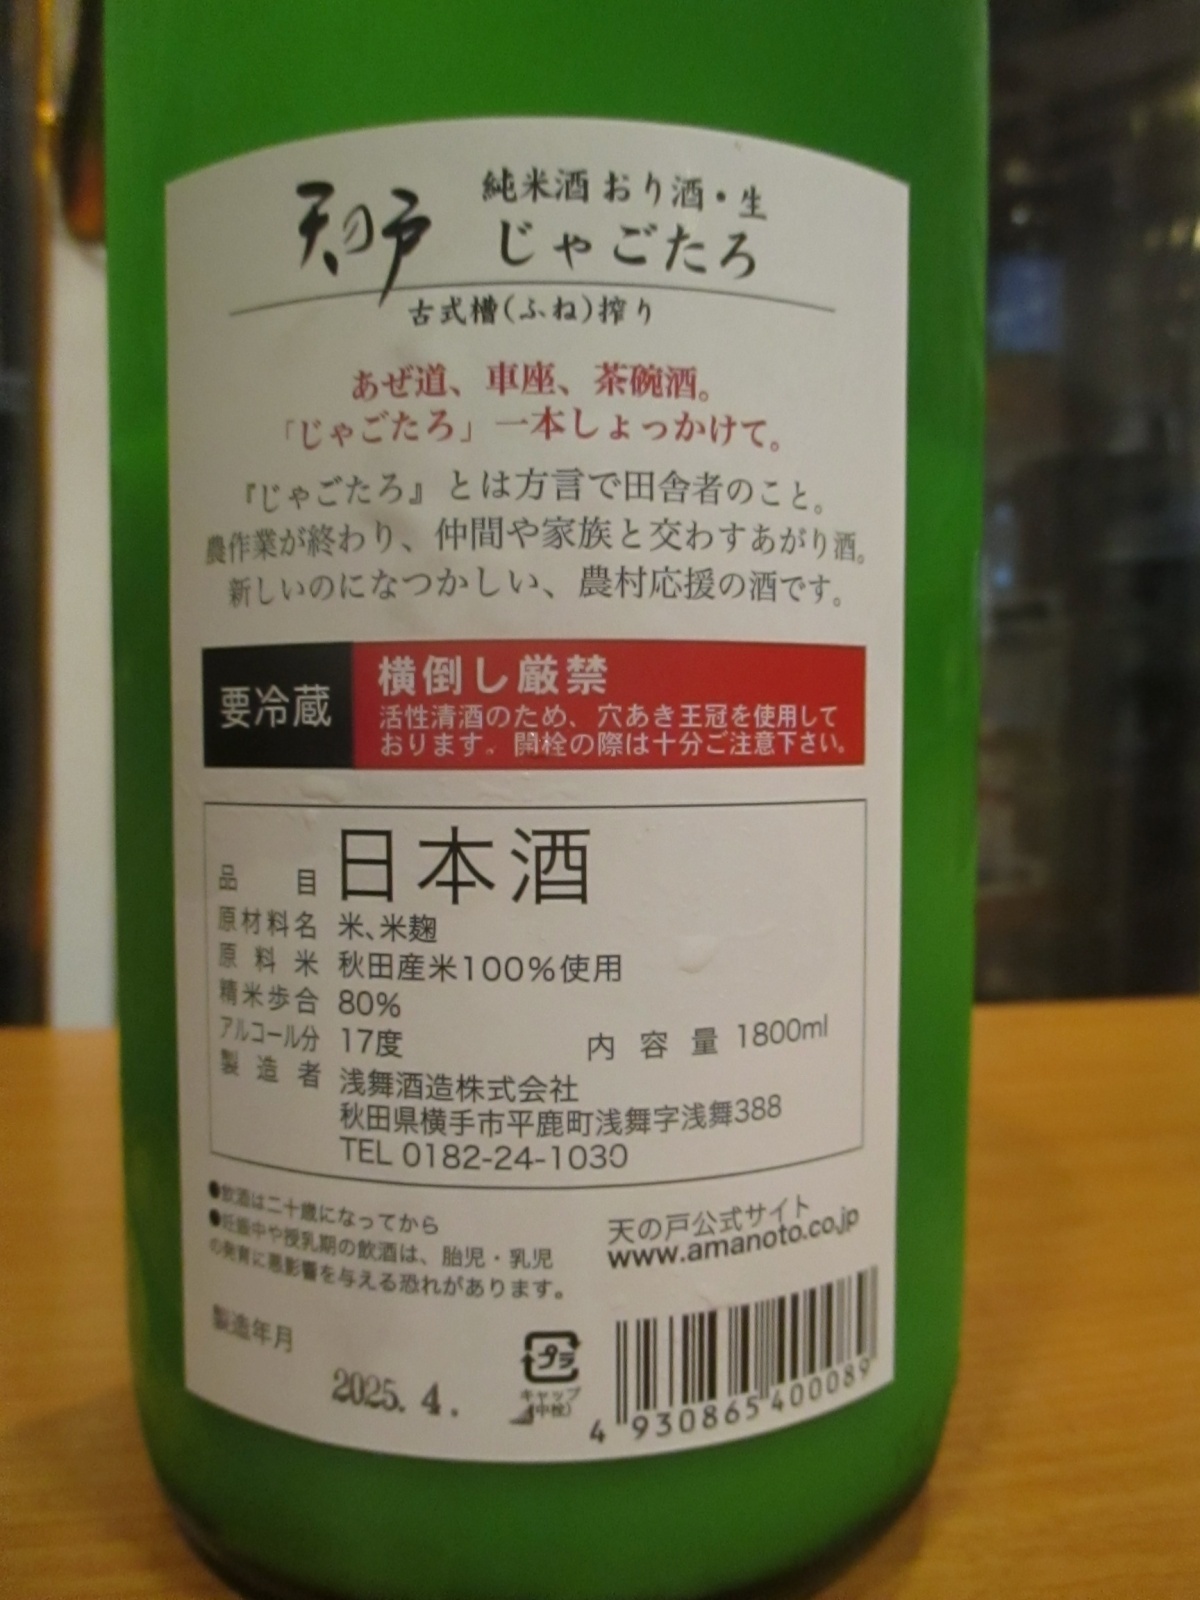 天の戸
純米酒 おり酒・生
じゃごたろ
古式槽(ふね)搾り
あぜ道、車座、茶碗酒。
「じゃごたろ」一本しょっかけて。
『じゃごたろ』とは方言で田舎者のこと。
農作業が終わり、仲間や家族と交わすあがり酒。
新しいのになつかしい、農村応援の酒です。
要冷蔵
横倒し厳禁
活性清酒のため、穴あき王冠を使用して
おります。開栓の際は十分ご注意下さい。
品目 日本酒
原材料名 米、米麹
原料米 秋田産米100%使用
精米歩合 80%
アルコール分 17度 内容量 1800ml
製造者 浅舞酒造株式会社
秋田県横手市平鹿町浅舞字浅舞388
TEL 0182-24-1030
●飲酒は二十歳になってから
●妊娠中や授乳期の飲酒は、胎児・乳児
の発育に悪影響を与える恐れがあります。
天の戸公式サイト
www.amanoto.co.jp
製造年月
2025.4.
プラ
キャップ
(中栓)
4 930865 400089